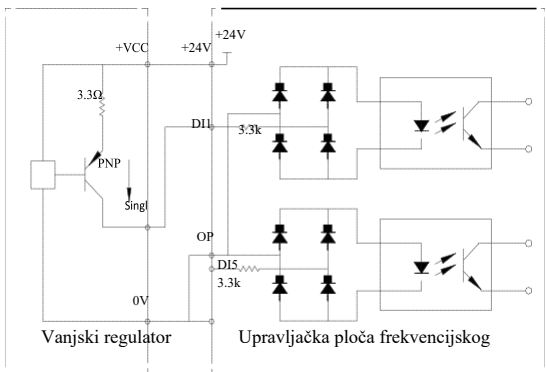 +24V
+VCC
+24V
3.3Ω
DI1
3.3k
PNP
Singl
OP
DI5
3.3k
0V
Vanjski regulator
Upravljačka ploča frekvencijskog